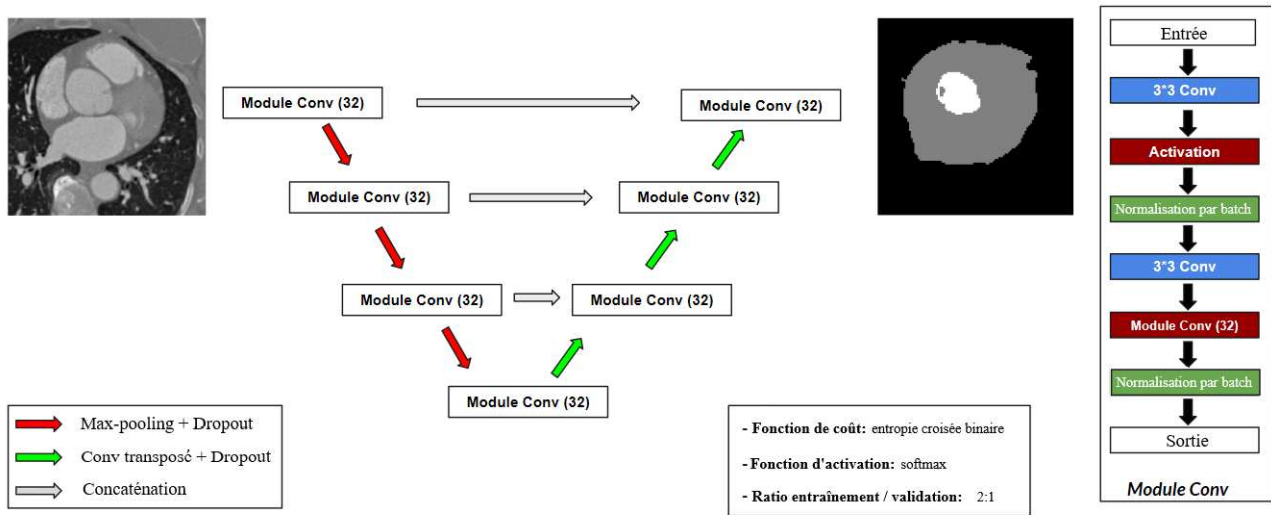 Module Conv (32)
Module Conv (32)
Module Conv (32)
Module Conv (32)
Module Conv (32)
Module Conv (32)
Module Conv (32)
Max-pooling + Dropout
Conv transposé + Dropout
Concaténation
- Fonction de coût: entropie croisée binaire
- Fonction d'activation: softmax
- Ratio entraînement / validation: 2:1
Entrée
3*3 Conv
Activation
Normalisation par batch
3*3 Conv
Module Conv (32)
Normalisation par batch
Sortie
Module Conv